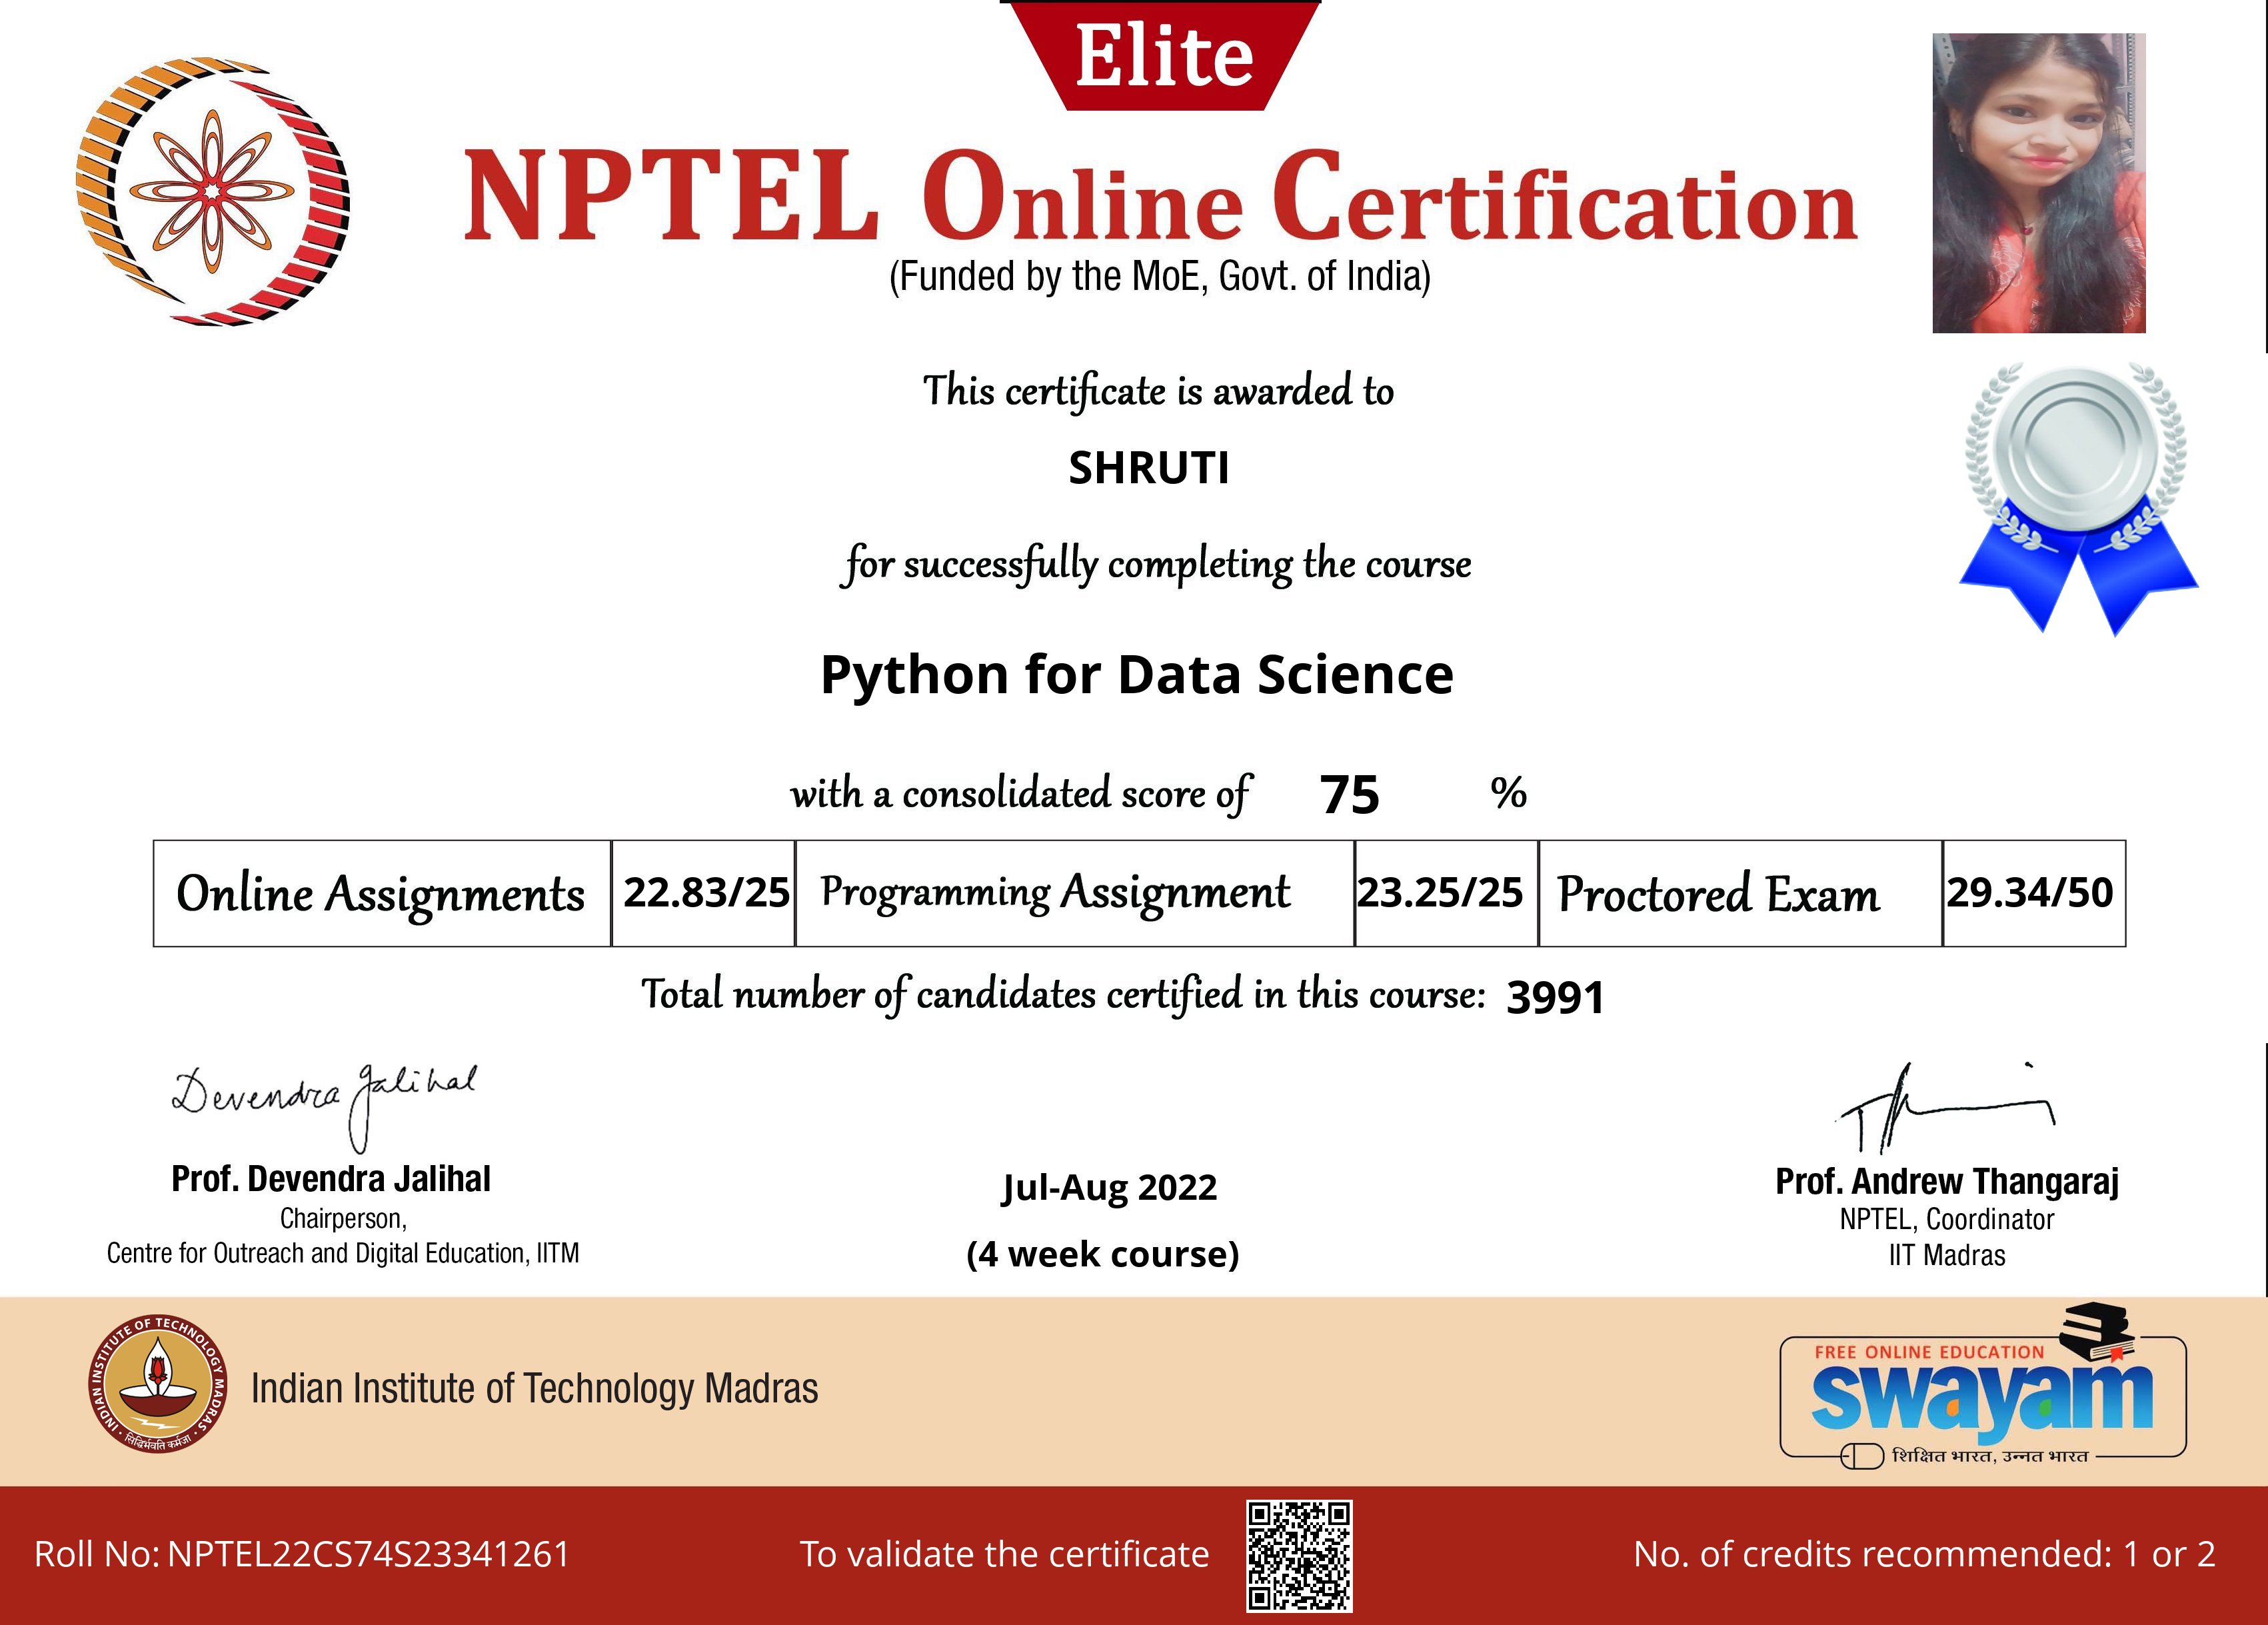 Elite
NPTEL Online Certification
(Funded by the MoE, Govt. of India)
This certificate is awarded to
SHRUTI
for successfully completing the course
Python for Data Science
with a consolidated score of 75 %
Online Assignments 22.83/25 Programming Assignment 23.25/25 Proctored Exam 29.34/50
Total number of candidates certified in this course: 3991
Devendra Jalihal
Prof. Devendra Jalihal
Chairperson,
Centre for Outreach and Digital Education, IITM
Jul-Aug 2022
(4 week course)
Prof. Andrew Thangaraj
NPTEL, Coordinator
IIT Madras
INDIAN INSTITUTE OF TECHNOLOGY MADRAS
सिद्धिर्भवति कर्मजा
Indian Institute of Technology Madras
FREE ONLINE EDUCATION
swayam
शिक्षित भारत, उन्नत भारत
Roll No: NPTEL22CS74S23341261
To validate the certificate
No. of credits recommended: 1 or 2